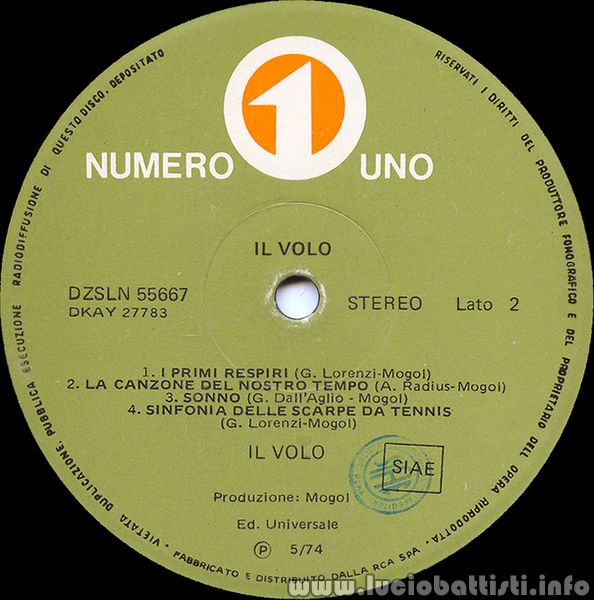 NUMERO 1 UNO
IL VOLO
DZSLN 55667
DKAY 27783
STEREO Lato 2
1. I PRIMI RESPIRI (G. Lorenzi-Mogol)
2. LA CANZONE DEL NOSTRO TEMPO (A. Radius-Mogol)
3. SONNO (G. Dall'Aglio - Mogol)
4. SINFONIA DELLE SCARPE DA TENNIS
(G. Lorenzi-Mogol)
IL VOLO
SIAE
Produzione: Mogol
Ed. Universale
Ⓟ 5/74
FABBRICATO E DISTRIBUITO DALLA RCA SPA -
VIETATA DUPLICAZIONE, PUBBLICA ESECUZIONE RADIODIFFUSIONE DI QUESTO DISCO. DEPOSITATO
RISERVATI I DIRITTI DEL PRODUTTORE FONOGRAFICO E DEL PROPRIETARIO DELL'OPERA RIPRODOTTA -
www.luciobattisti.info